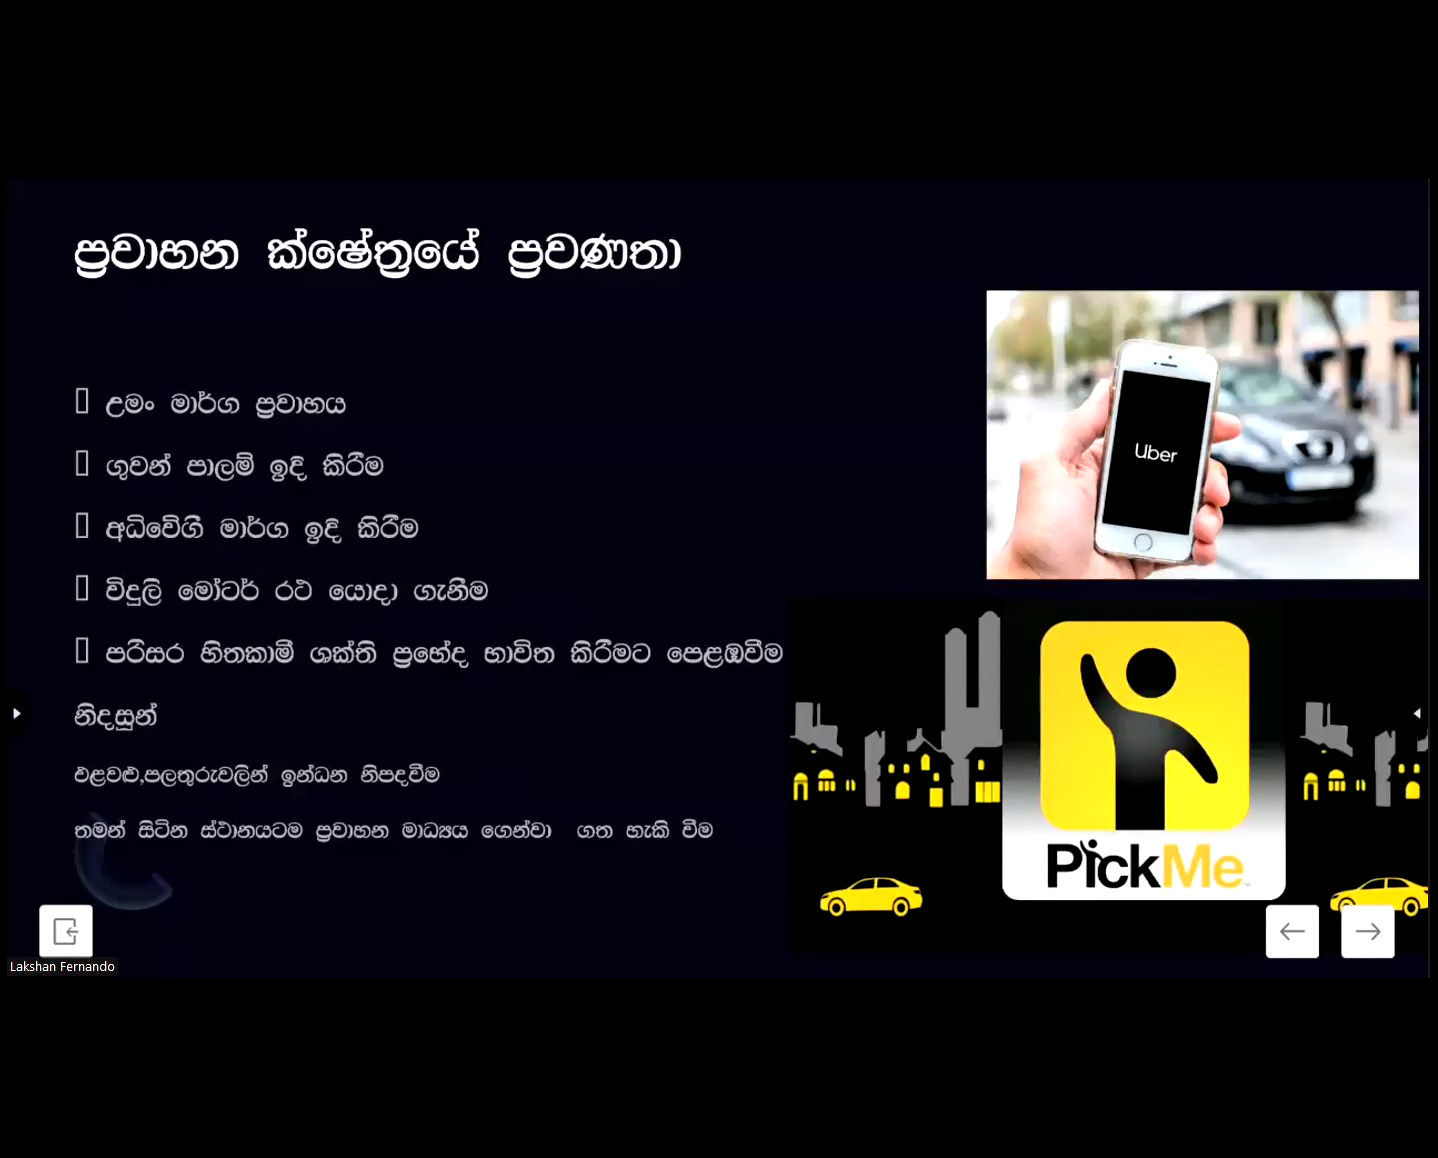 ප්‍රවාහන ක්ෂේත්‍රයේ ප්‍රවණතා
උමං මාර්ග ප්‍රවාහය
ගුවන් පාලම් ඉදි කිරීම
අධිවේගී මාර්ග ඉදි කිරීම
විදුලි මෝටර් රථ යොදා ගැනීම
පරිසර හිතකාමී ශක්ති ප්‍රභේද භාවිත කිරීමට පෙළඹවීම
නිදසුන්
එළවළු,පලතුරුවලින් ඉන්ධන නිපදවීම
තමන් සිටින ස්ථානයටම ප්‍රවාහන මාධ්‍යය ගෙන්වා ගත හැකි වීම
Uber
PickMe
Lakshan Fernando